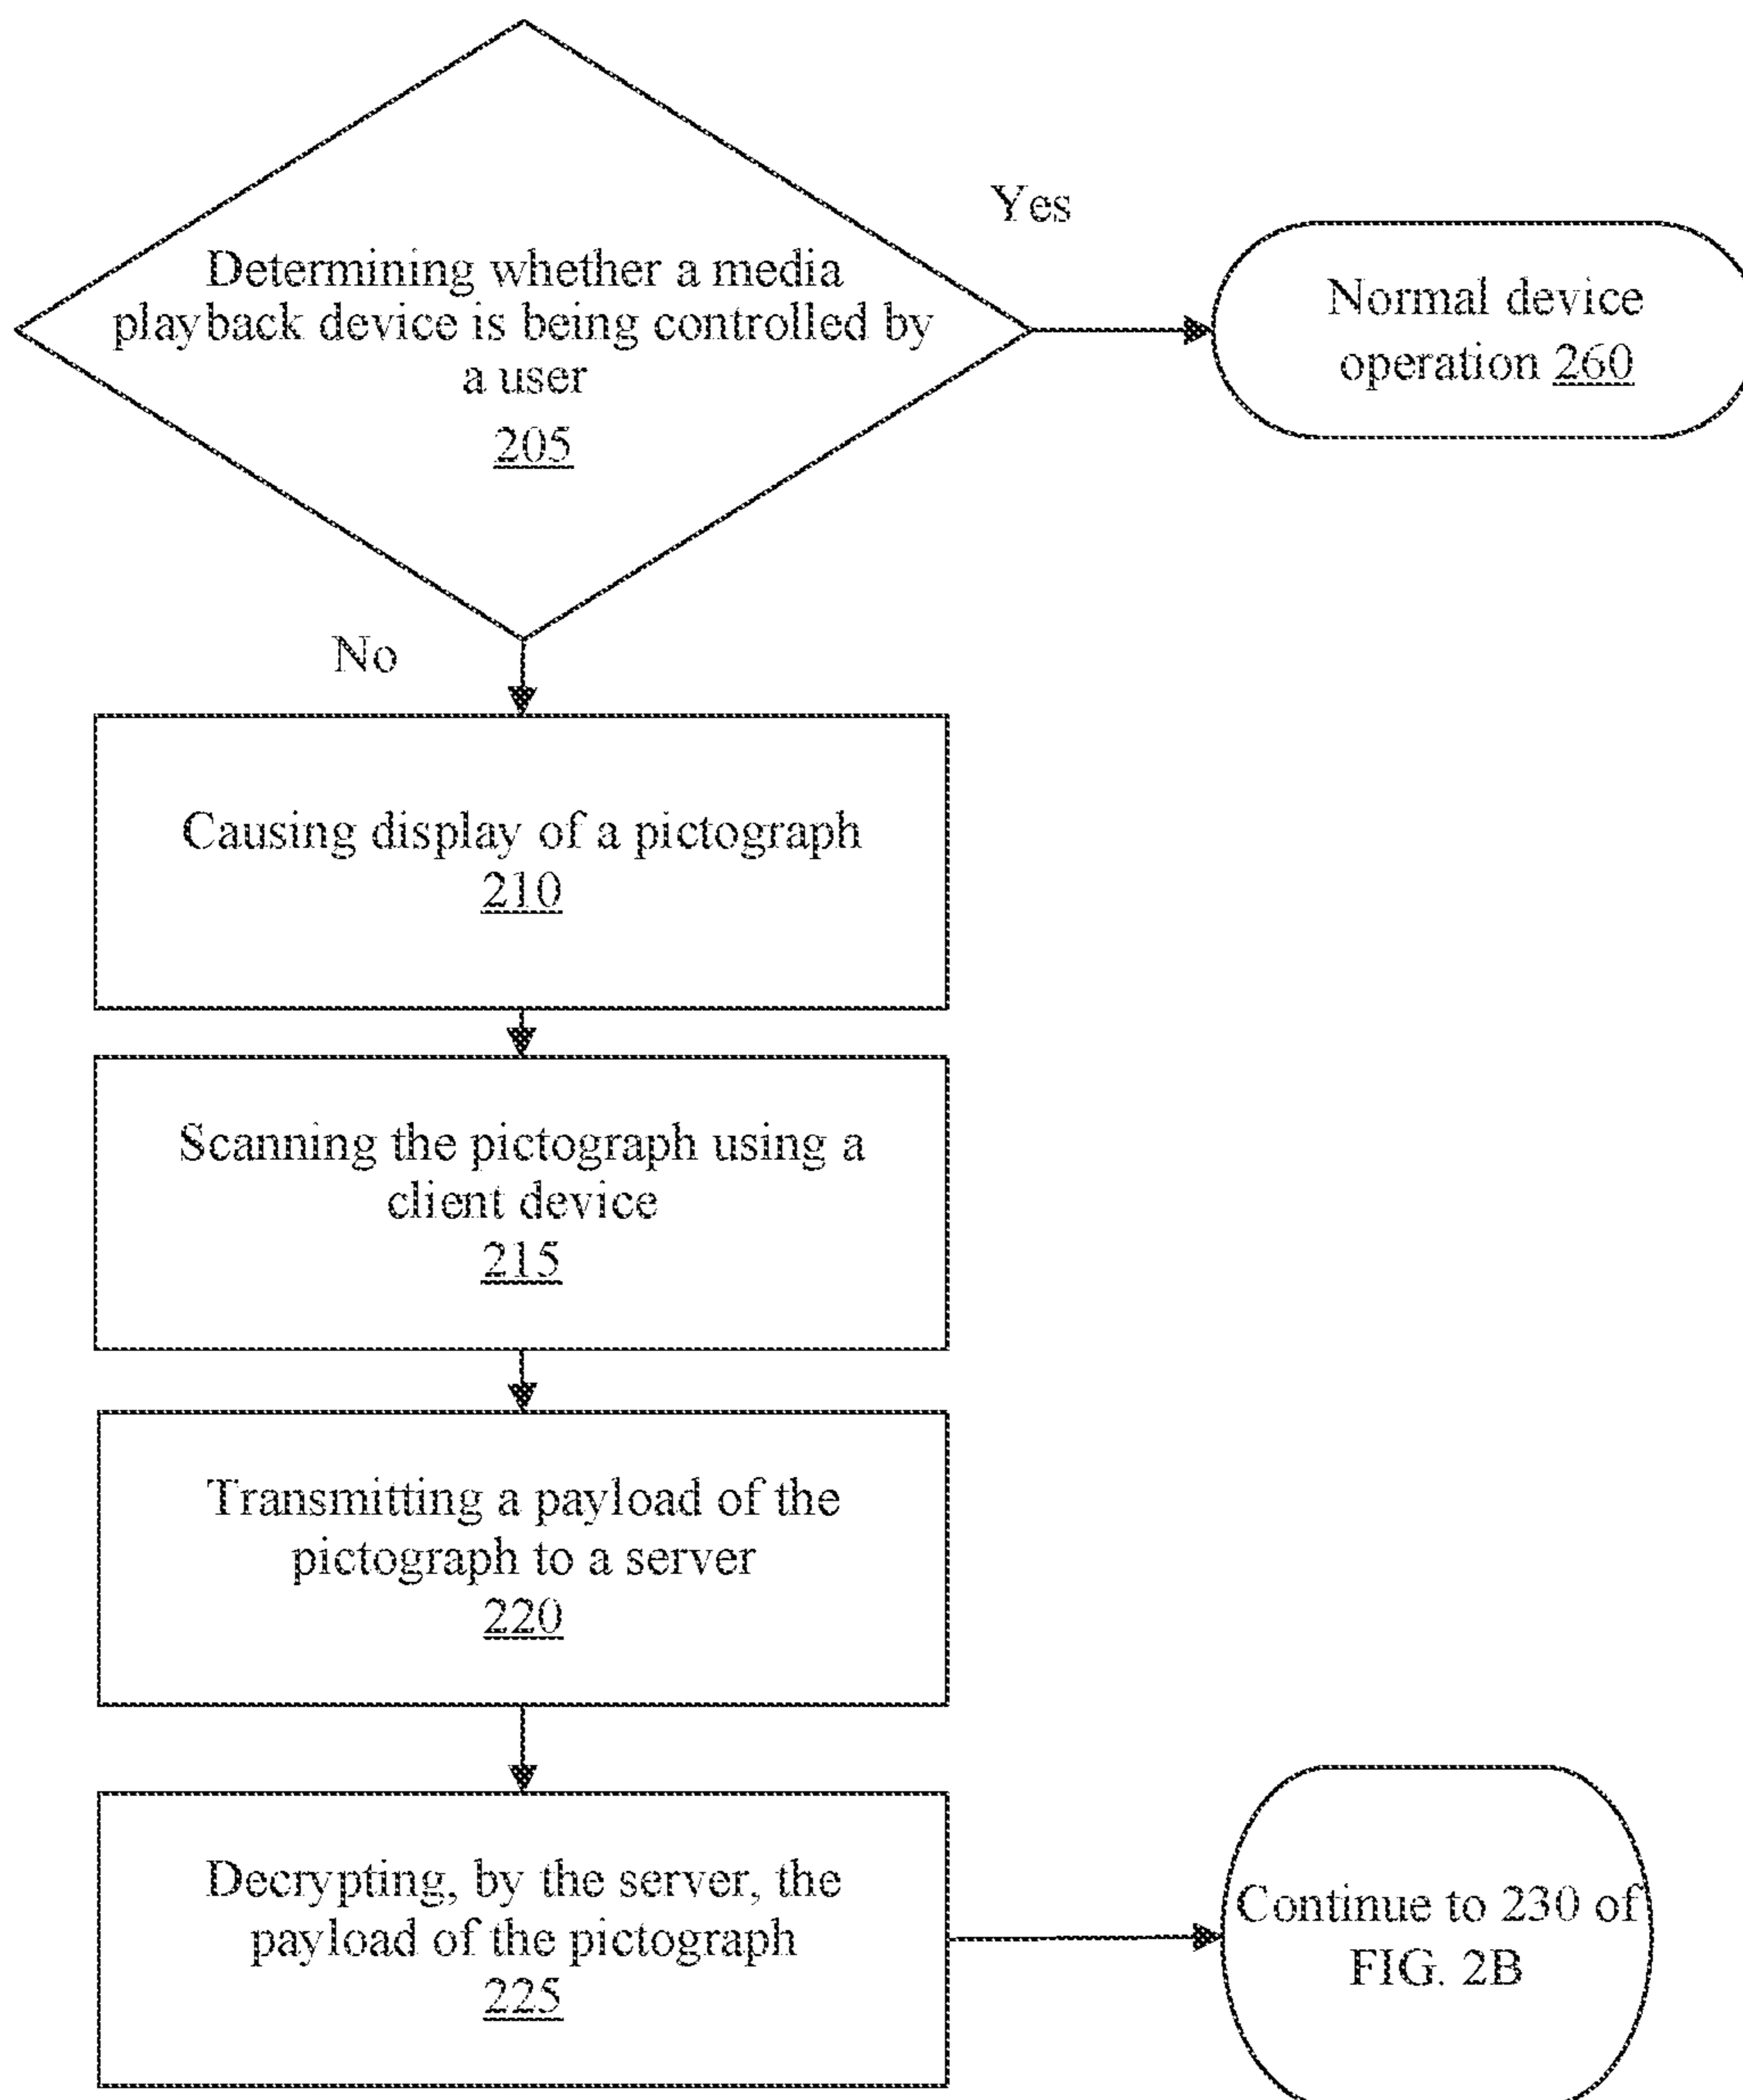 Yes
Determining whether a media
playback device is being controlled by
a user
205
Normal device
operation 260
No
Causing display of a pictograph
210
Scanning the pictograph using a
client device
215
Transmitting a payload of the
pictograph to a server
220
Decrypting, by the server, the
payload of the pictograph
225
Continue to 230 of
FIG. 2B